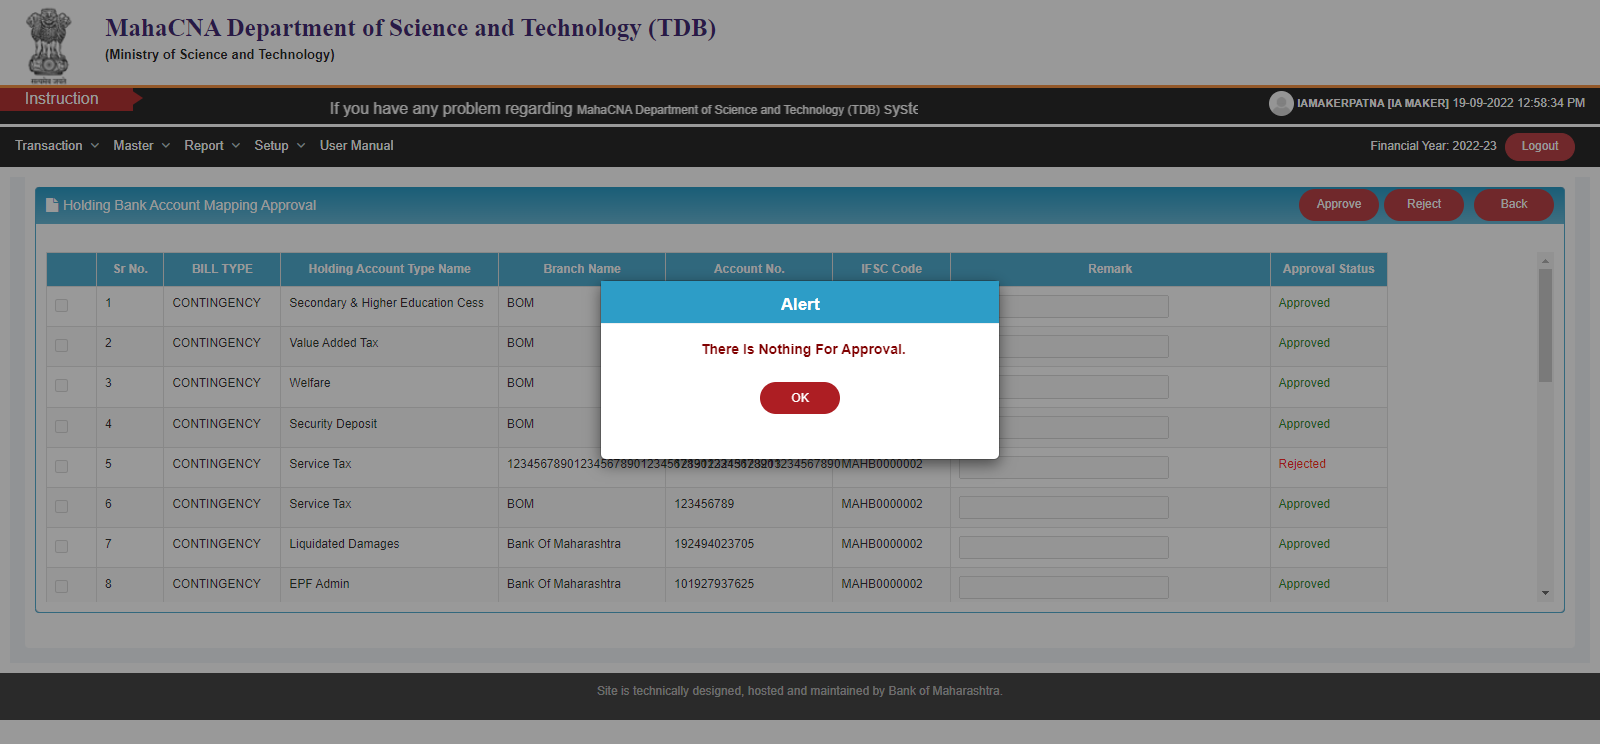 सत्यमेव जयते
MahaCNA Department of Science and Technology (TDB)
(Ministry of Science and Technology)
Instruction
If you have any problem regarding MahaCNA Department of Science and Technology (TDB) syste
IAMAKERPATNA [IA MAKER] 19-09-2022 12:58:34 PM
Transaction Master Report Setup User Manual
Financial Year: 2022-23 Logout
Holding Bank Account Mapping Approval
Approve Reject Back
Sr No. BILL TYPE Holding Account Type Name Branch Name Account No. IFSC Code Remark Approval Status
1 CONTINGENCY Secondary & Higher Education Cess BOM Approved
2 CONTINGENCY Value Added Tax BOM Approved
3 CONTINGENCY Welfare BOM Approved
4 CONTINGENCY Security Deposit BOM Approved
Alert
There Is Nothing For Approval.
OK
5 CONTINGENCY Service Tax MAHB0000002 Rejected
6 CONTINGENCY Service Tax BOM 123456789 MAHB0000002 Approved
7 CONTINGENCY Liquidated Damages Bank Of Maharashtra 192494023705 MAHB0000002 Approved
8 CONTINGENCY EPF Admin Bank Of Maharashtra 101927937625 MAHB0000002 Approved
Site is technically designed, hosted and maintained by Bank of Maharashtra.